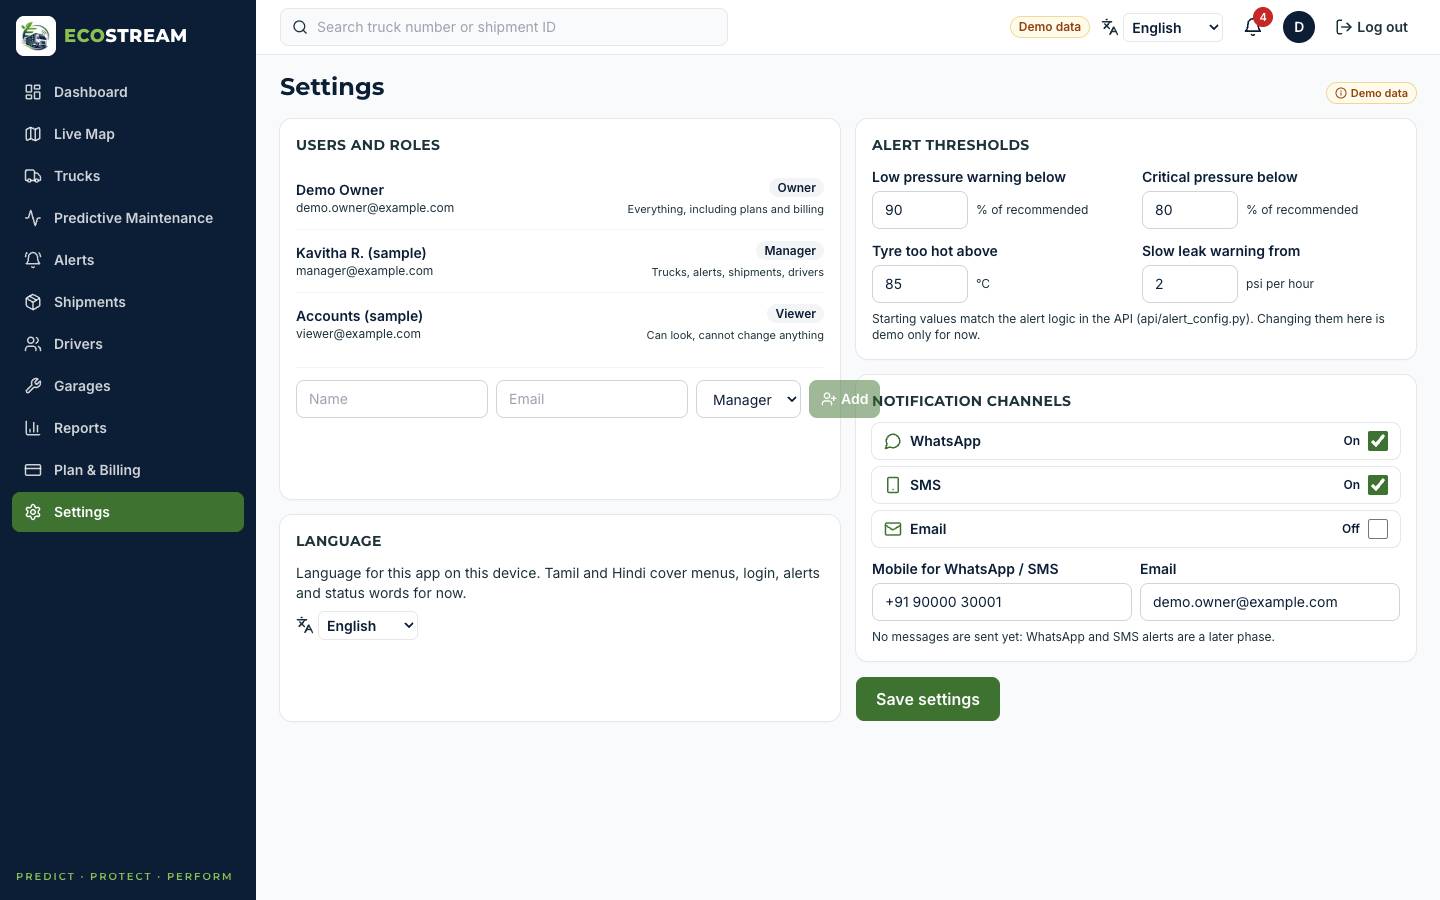 ECOSTREAM
Dashboard
Live Map
Trucks
Predictive Maintenance
Alerts
Shipments
Drivers
Garages
Reports
Plan & Billing
Settings
PREDICT · PROTECT · PERFORM
Search truck number or shipment ID
Demo data
English
4
D
Log out
Settings
Demo data
USERS AND ROLES
Demo Owner
Owner
demo.owner@example.com
Everything, including plans and billing
Kavitha R. (sample)
Manager
manager@example.com
Trucks, alerts, shipments, drivers
Accounts (sample)
Viewer
viewer@example.com
Can look, cannot change anything
Name
Email
Manager
Add
LANGUAGE
Language for this app on this device. Tamil and Hindi cover menus, login, alerts
and status words for now.
English
ALERT THRESHOLDS
Low pressure warning below
Critical pressure below
90 % of recommended
80 % of recommended
Tyre too hot above
Slow leak warning from
85 °C
2 psi per hour
Starting values match the alert logic in the API (api/alert_config.py). Changing them here is
demo only for now.
NOTIFICATION CHANNELS
WhatsApp
On
SMS
On
Email
Off
Mobile for WhatsApp / SMS
Email
+91 90000 30001
demo.owner@example.com
No messages are sent yet: WhatsApp and SMS alerts are a later phase.
Save settings